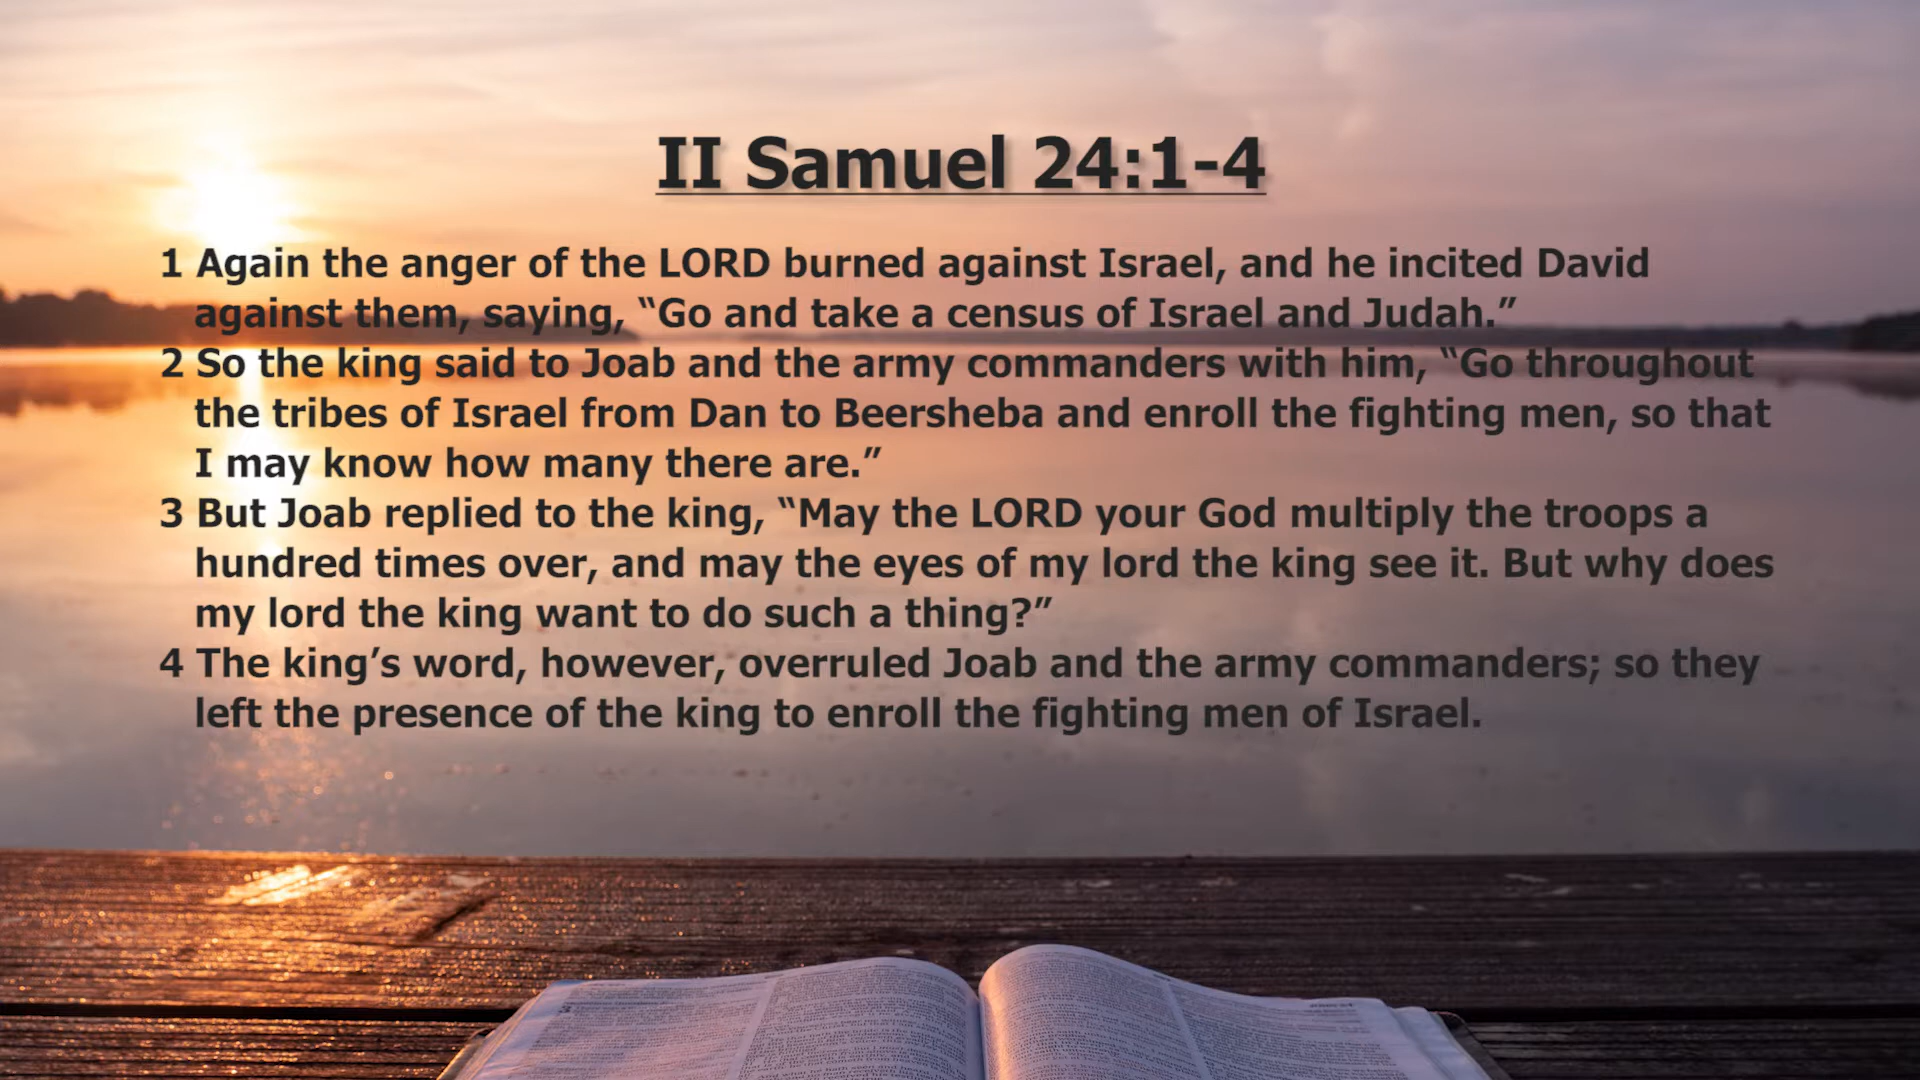 II Samuel 24:1-4
1 Again the anger of the LORD burned against Israel, and he incited David
against them, saying, “Go and take a census of Israel and Judah.”
2 So the king said to Joab and the army commanders with him, “Go throughout
the tribes of Israel from Dan to Beersheba and enroll the fighting men, so that
I may know how many there are.”
3 But Joab replied to the king, “May the LORD your God multiply the troops a
hundred times over, and may the eyes of my lord the king see it. But why does
my lord the king want to do such a thing?”
4 The king’s word, however, overruled Joab and the army commanders; so they
left the presence of the king to enroll the fighting men of Israel.